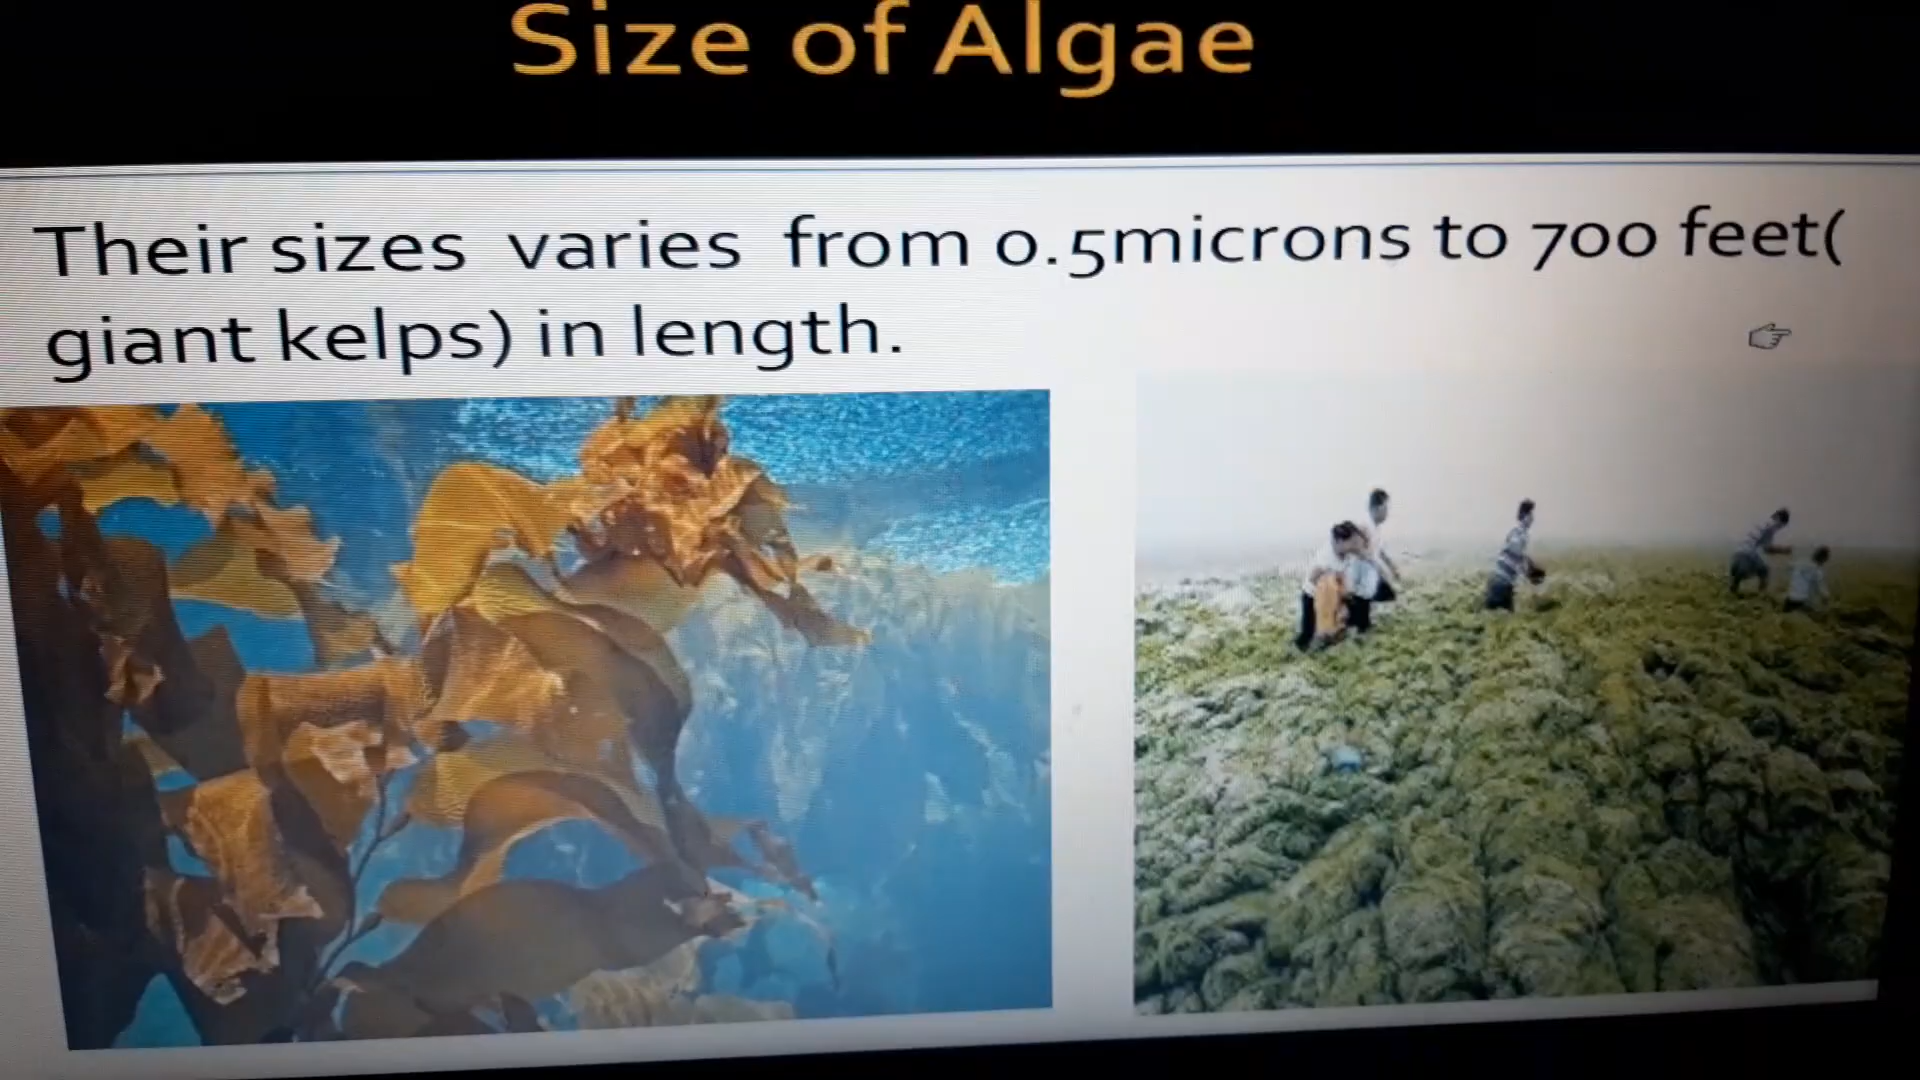 Size of Algae
Their sizes varies from 0.5microns to 700 feet(
giant kelps) in length.